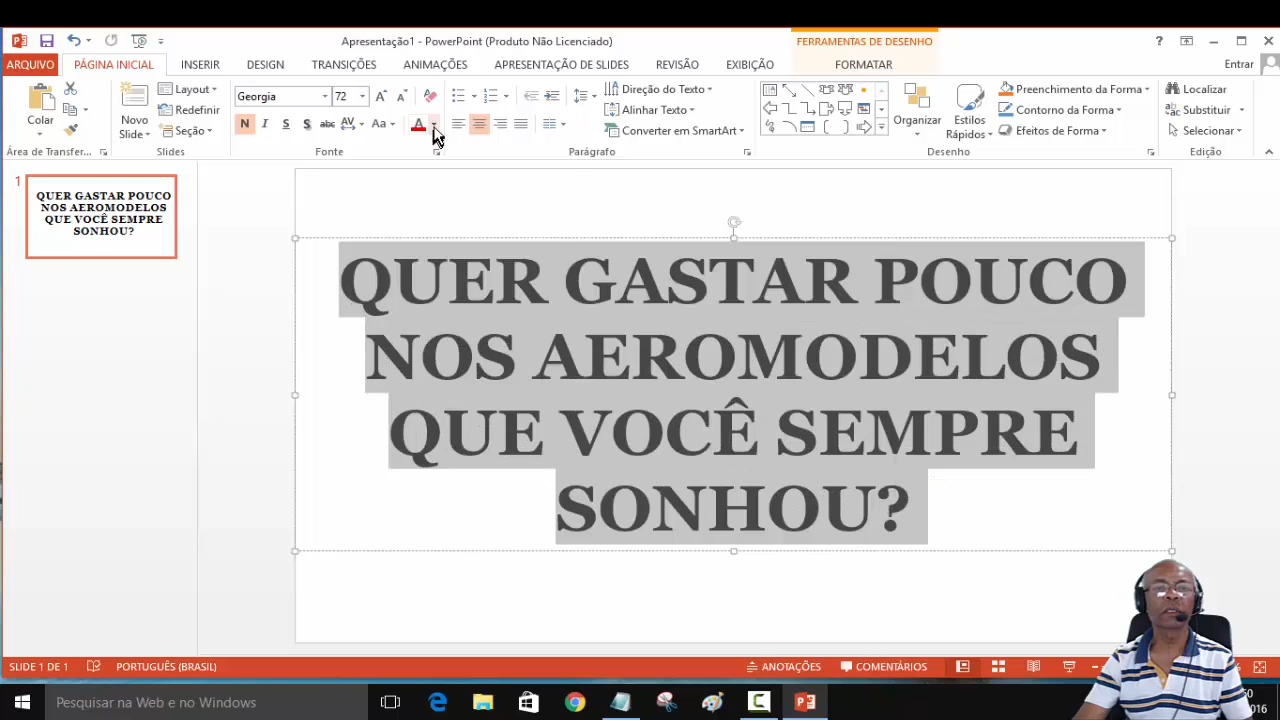 Apresentação1 - PowerPoint (Produto Não Licenciado)
FERRAMENTAS DE DESENHO
?
ARQUIVO
PÁGINA INICIAL
INSERIR
DESIGN
TRANSIÇÕES
ANIMAÇÕES
APRESENTAÇÃO DE SLIDES
REVISÃO
EXIBIÇÃO
FORMATAR
Entrar
Colar
Área de Transfer...
Novo
Slide
Layout
Redefinir
Seção
Slides
Georgia
72
N I S S abc AV Aa A
Fonte
Direção do Texto
Alinhar Texto
Converter em SmartArt
Parágrafo
Organizar
Estilos
Rápidos
Preenchimento da Forma
Contorno da Forma
Efeitos de Forma
Desenho
Localizar
Substituir
Selecionar
Edição
1
QUER GASTAR POUCO
NOS AEROMODELOS
QUE VOCÊ SEMPRE
SONHOU?
QUER GASTAR POUCO
NOS AEROMODELOS
QUE VOCÊ SEMPRE
SONHOU?
SLIDE 1 DE 1
PORTUGUÊS (BRASIL)
ANOTAÇÕES
COMENTÁRIOS
Pesquisar na Web e no Windows